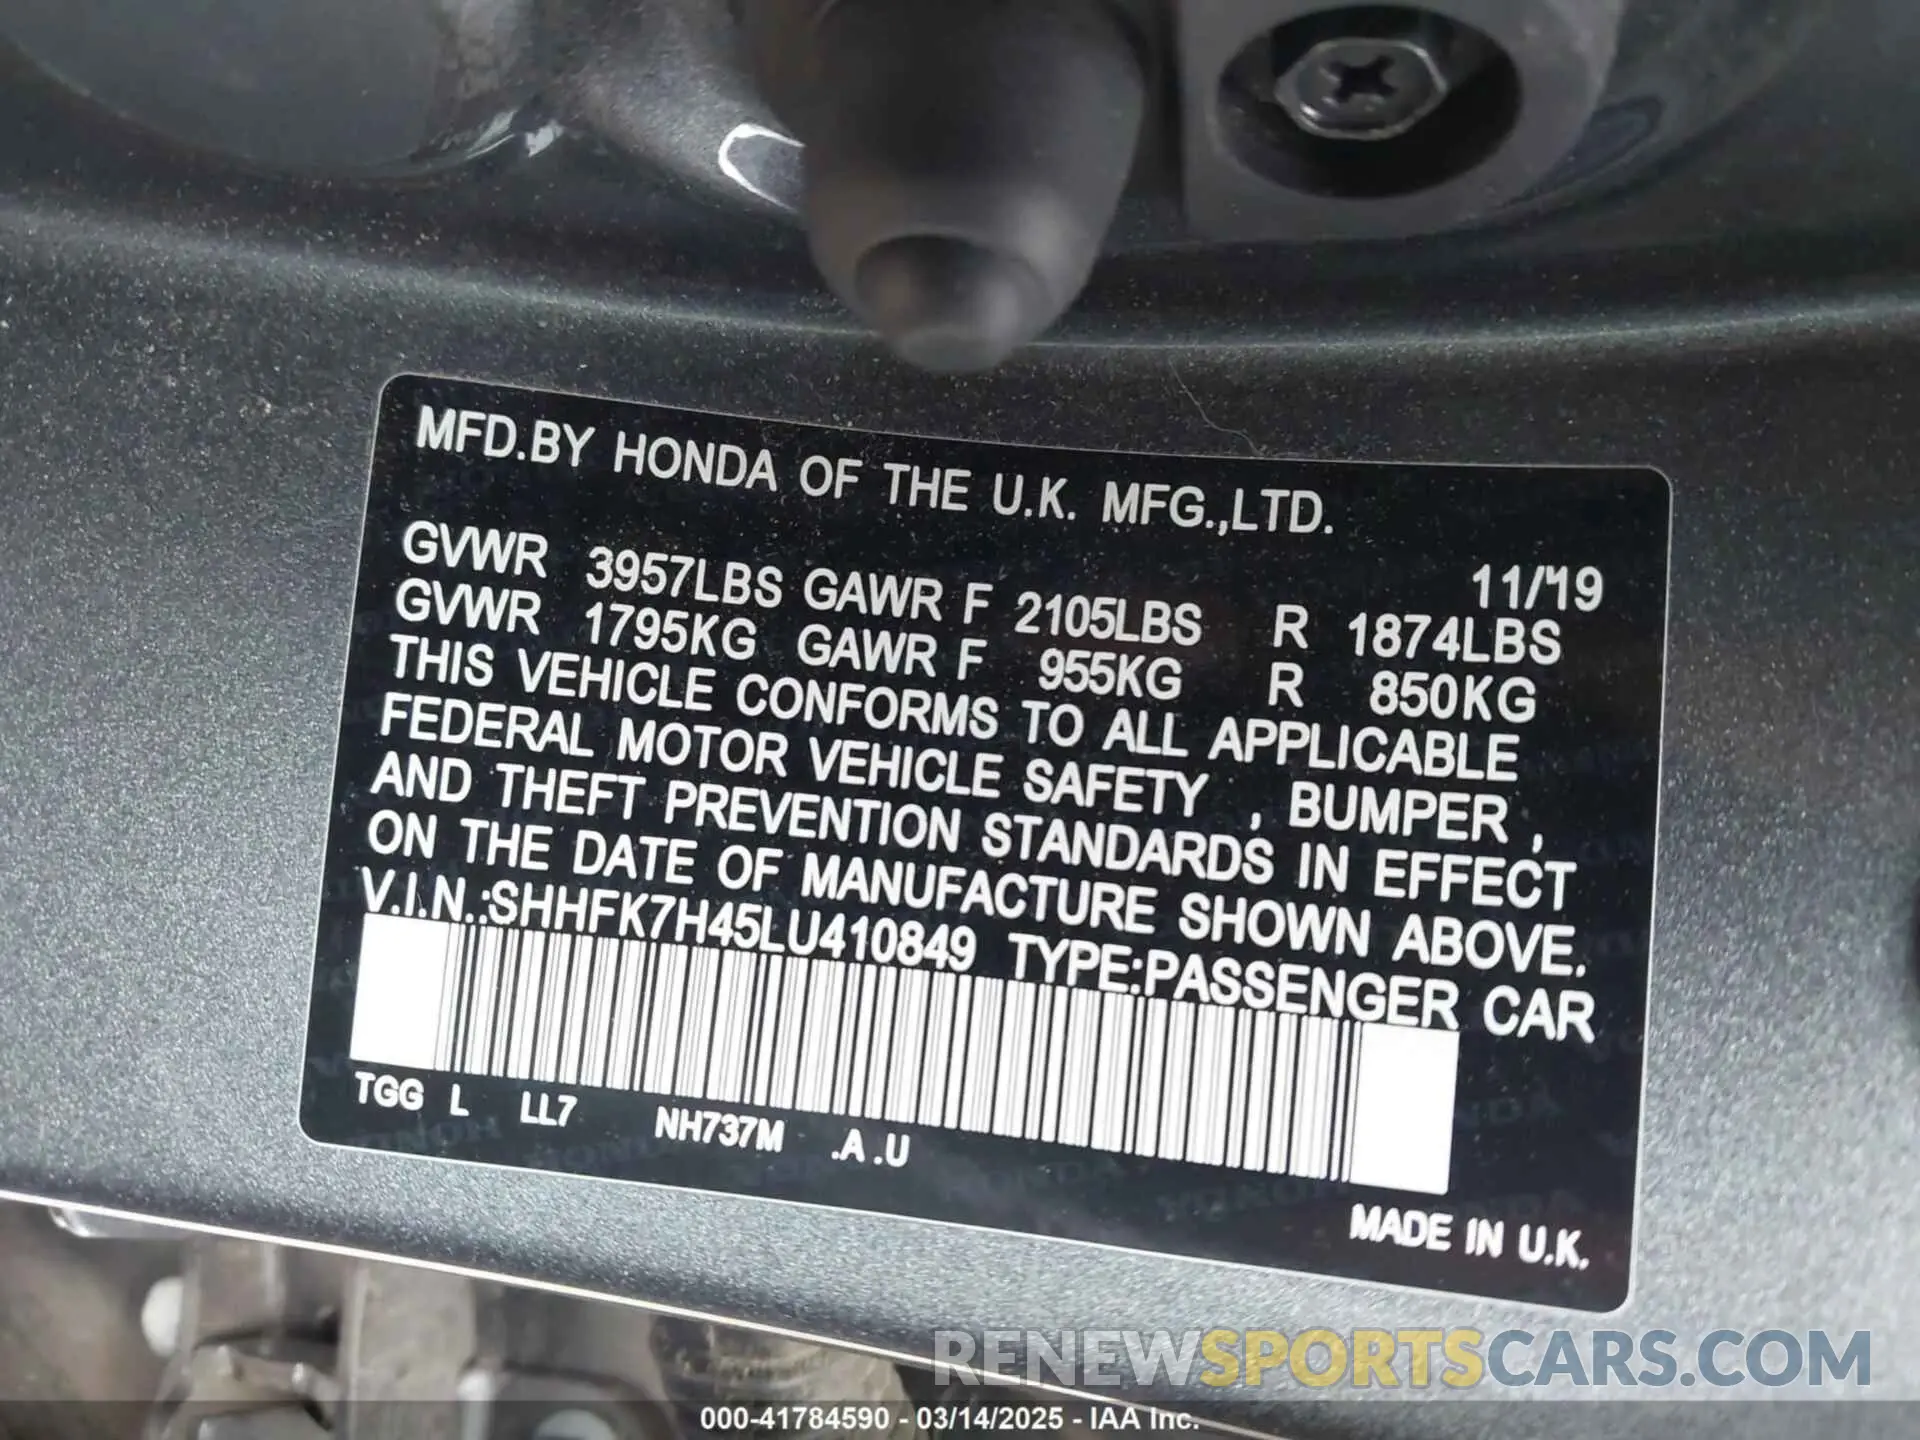 MFD.BY HONDA OF THE U.K. MFG.,LTD.
11/'19
GVWR 3957LBS GAWR F 2105LBS R 1874LBS
GVWR 1795KG GAWR F 955KG R 850KG
THIS VEHICLE CONFORMS TO ALL APPLICABLE
FEDERAL MOTOR VEHICLE SAFETY , BUMPER ,
AND THEFT PREVENTION STANDARDS IN EFFECT
ON THE DATE OF MANUFACTURE SHOWN ABOVE.
V.I.N.:SHHFK7H45LU410849 TYPE:PASSENGER CAR
TGG L LL7 NH737M .A .U
MADE IN U.K.
RENEWSPORTSCARS.COM
000-41784590 - 03/14/2025 - IAA Inc.